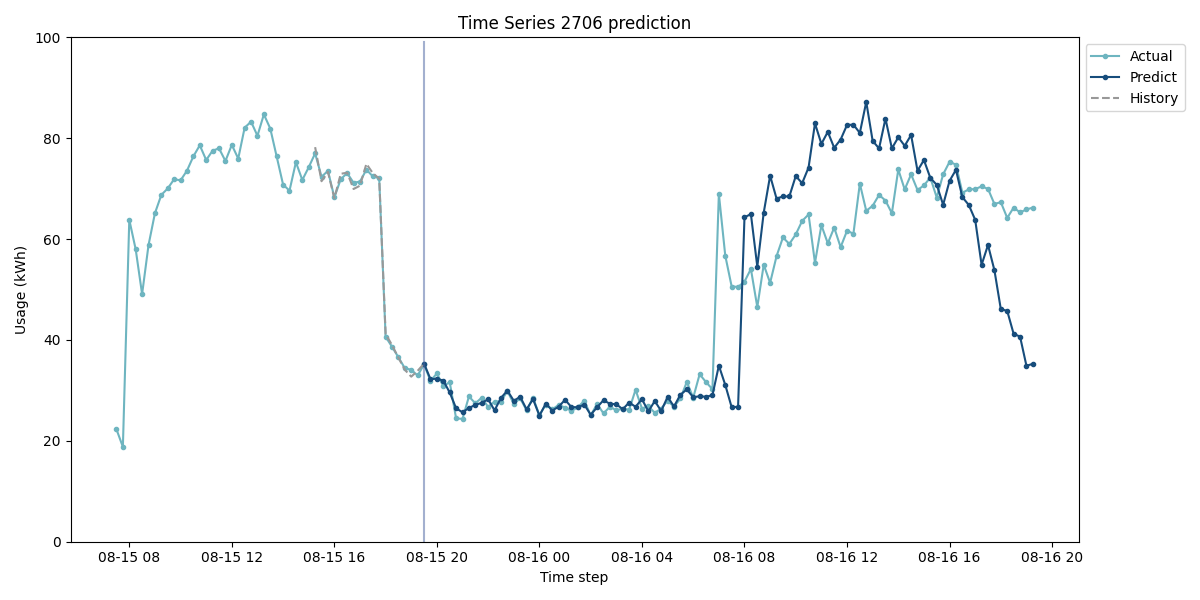 Time Series 2706 prediction
Usage (kWh)
100
80
60
40
20
0
08-15 08
08-15 12
08-15 16
08-15 20
08-16 00
08-16 04
08-16 08
08-16 12
08-16 16
08-16 20
Time step
Actual
Predict
History